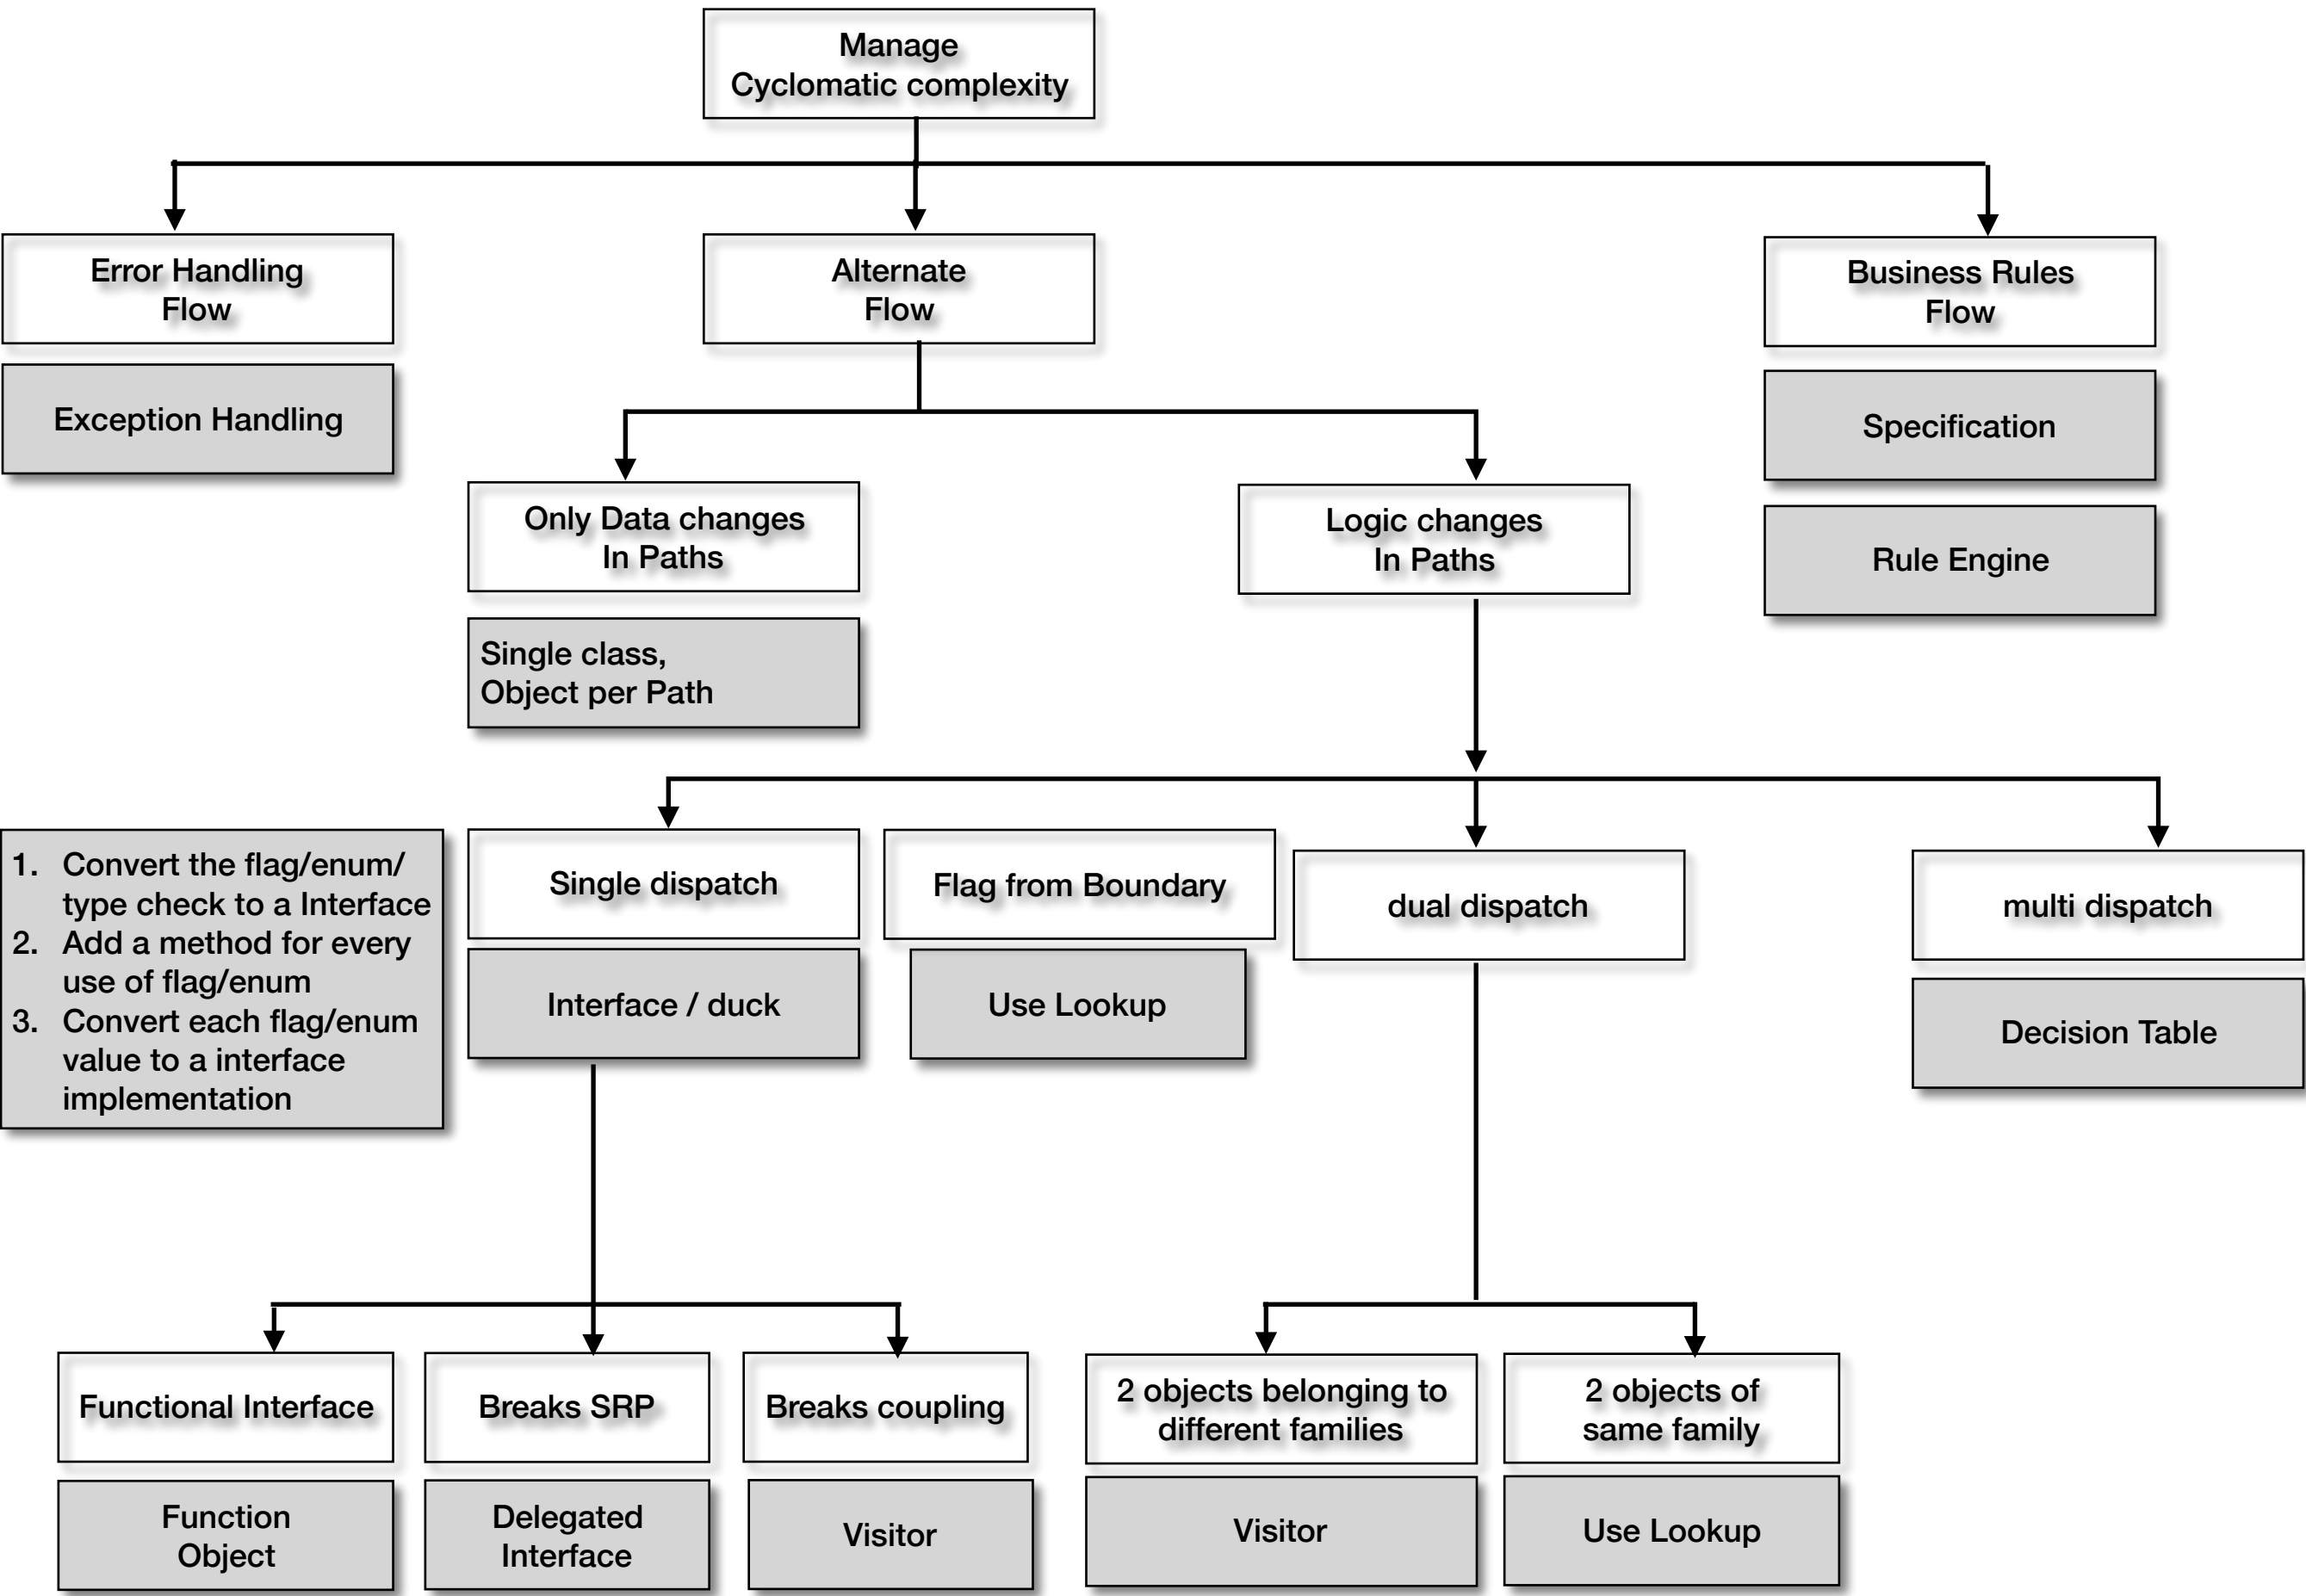 Manage
Cyclomatic complexity
Error Handling
Flow
Alternate
Flow
Business Rules
Flow
Exception Handling
Specification
Only Data changes
In Paths
Logic changes
In Paths
Rule Engine
Single class,
Object per Path
1. Convert the flag/enum/
type check to a Interface
2. Add a method for every
use of flag/enum
3. Convert each flag/enum
value to a interface
implementation
Single dispatch
Flag from Boundary
dual dispatch
multi dispatch
Interface / duck
Use Lookup
Decision Table
Functional Interface
Breaks SRP
Breaks coupling
2 objects belonging to
different families
2 objects of
same family
Function
Object
Delegated
Interface
Visitor
Visitor
Use Lookup